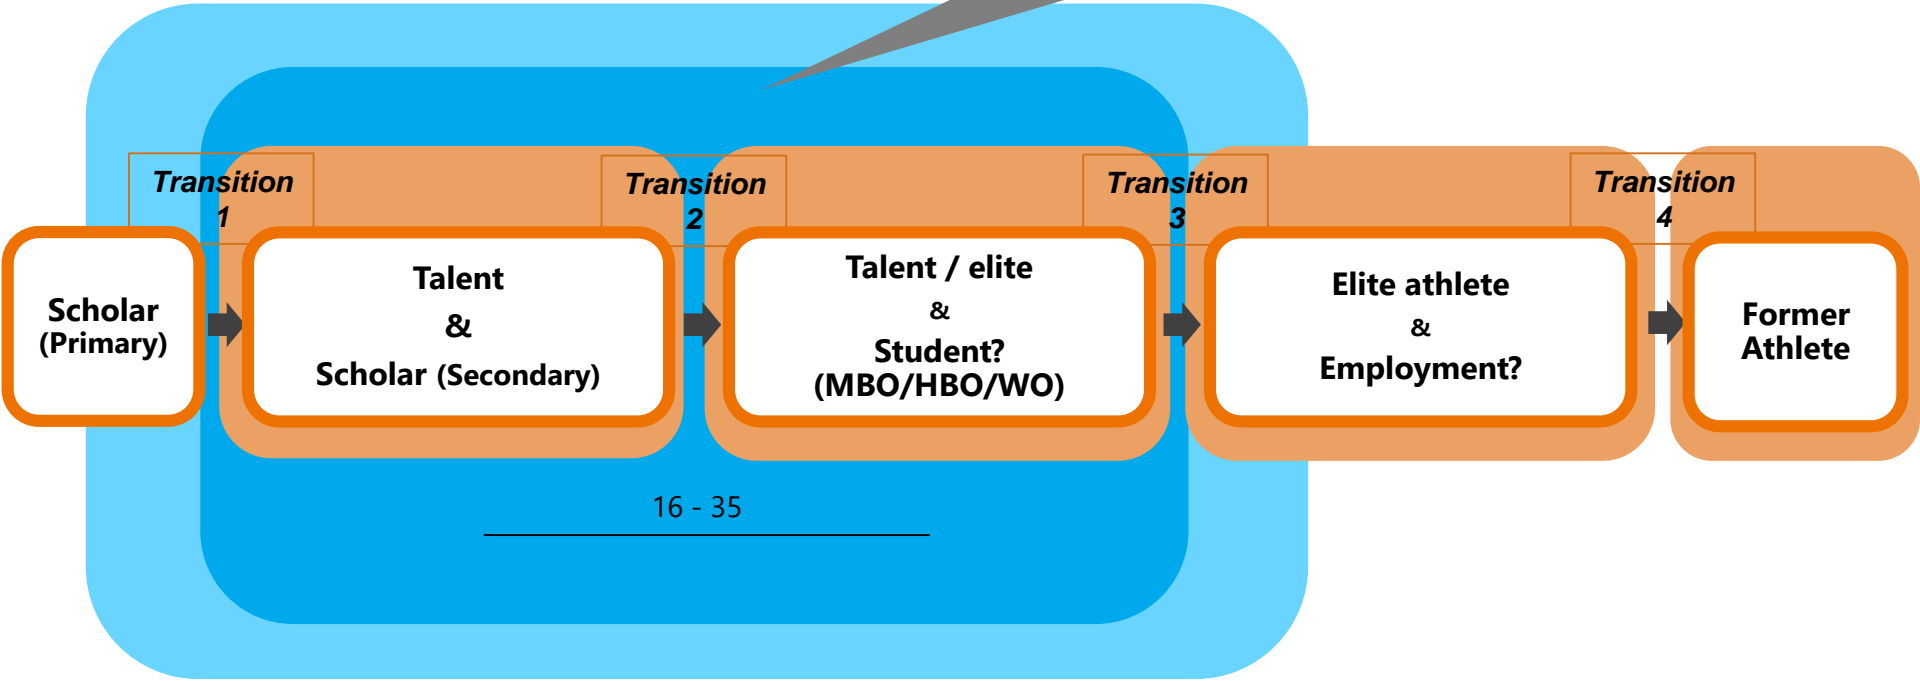 Transition
1
Transition
2
Transition
3
Transition
4
Scholar
(Primary)
Talent
&
Scholar (Secondary)
Talent / elite
&
Student?
(MBO/HBO/WO)
Elite athlete
&
Employment?
Former
Athlete
16 - 35